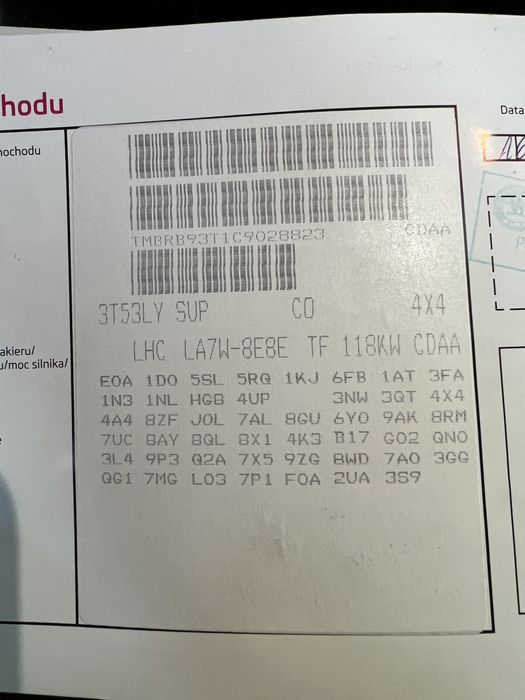 hodu
Data
nochodu
TMBRB93T1C9028823 CDAA
3T53LY SUP CO 4X4
LHC LA7W-8E8E TF 118KW CDAA
akieru/
u/moc silnika/
E0A 1D0 5SL 5RQ 1KJ 6FB 1AT 3FA
1N3 1NL HG8 4UP 3NW 3QT 4X4
4A4 8ZF J0L 7AL 8GU 6Y0 9AK 8RM
7UC 8AY 8QL 8X1 4K3 B17 G02 QN0
3L4 9P3 Q2A 7X5 9ZG 8WD 7A0 3GG
QG1 7MG L03 7P1 F0A 2UA 3S9